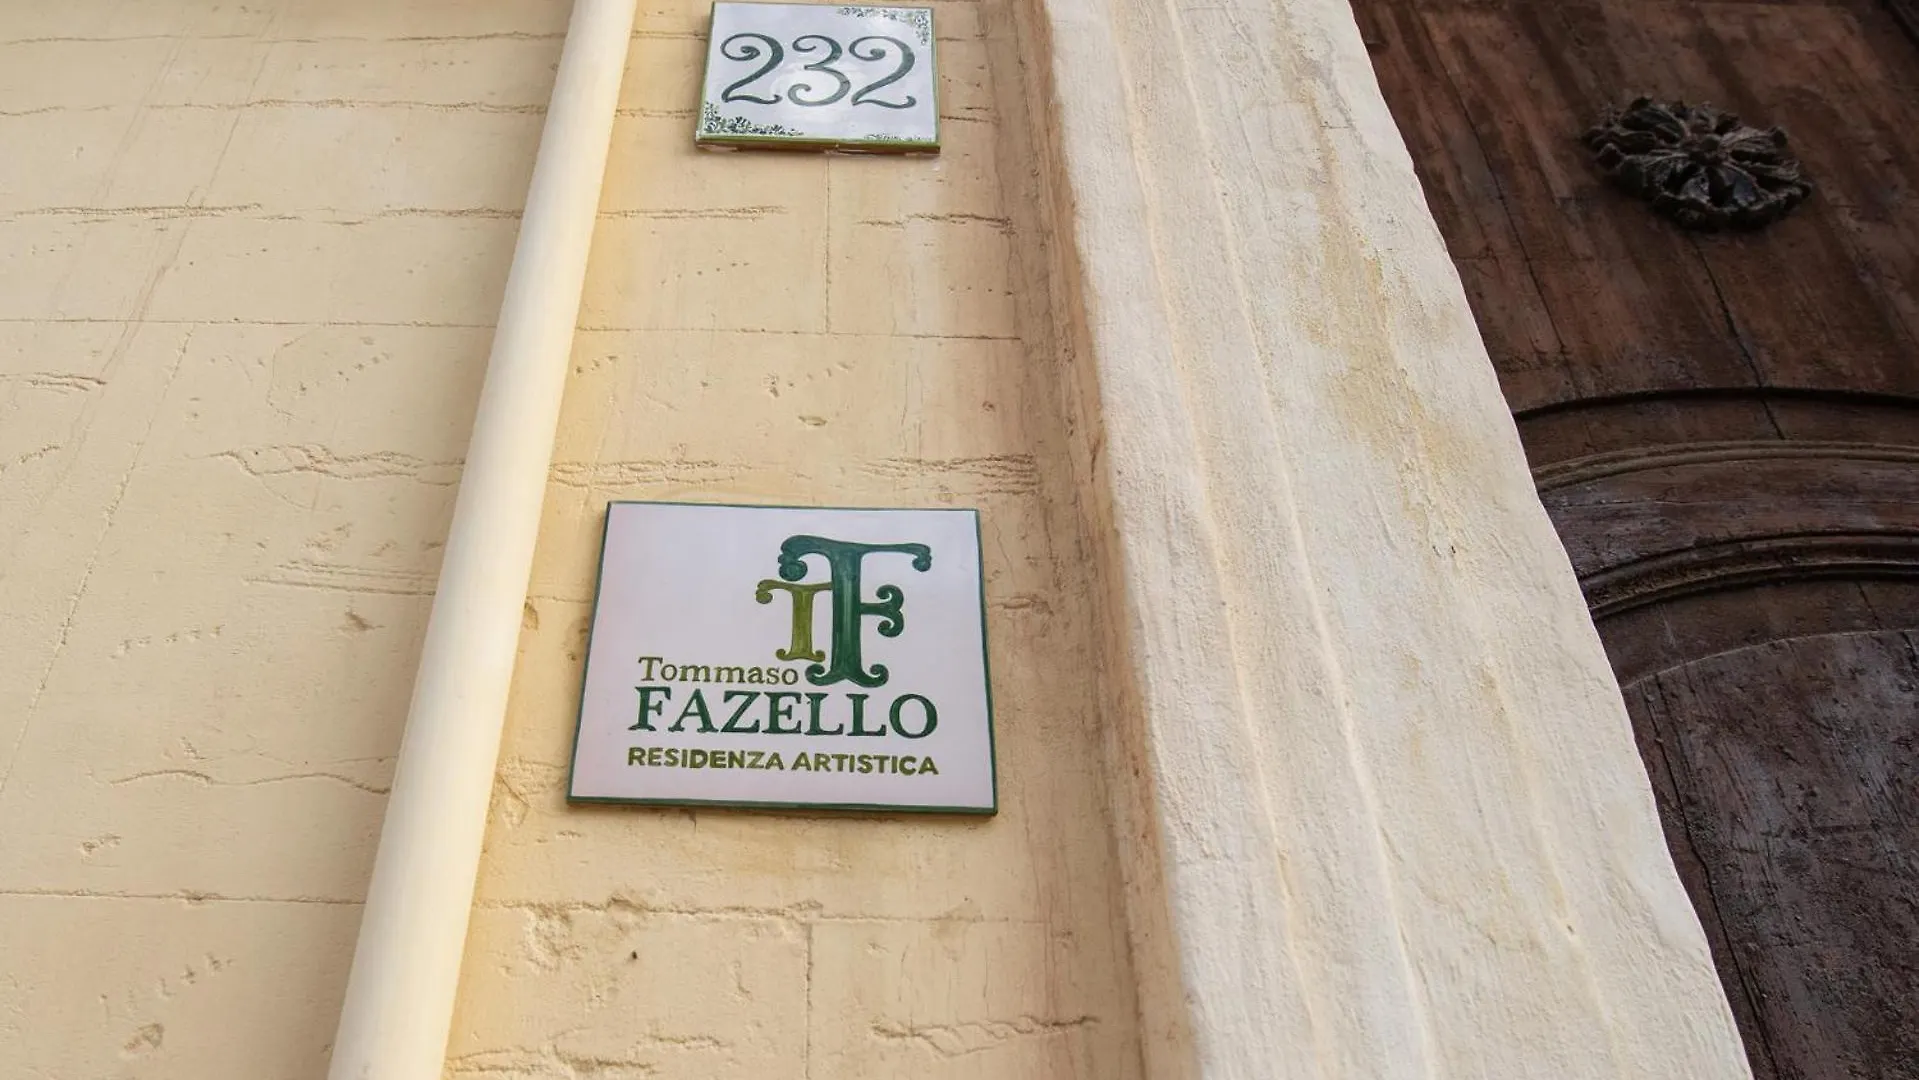 232
TF
Tommaso
FAZELLO
RESIDENZA ARTISTICA